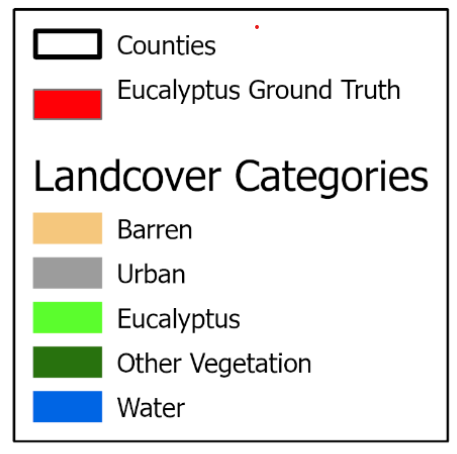 Counties
Eucalyptus Ground Truth
Landcover Categories
Barren
Urban
Eucalyptus
Other Vegetation
Water